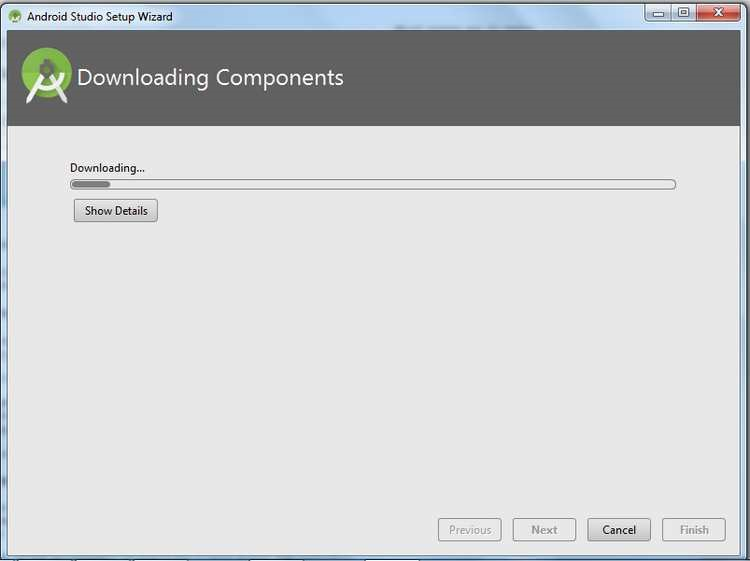 Android Studio Setup Wizard
Downloading Components
Downloading...
Show Details
Previous Next Cancel Finish